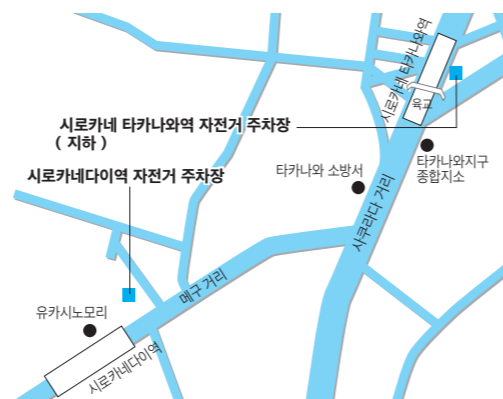 시로카네 타카나와역
육교
시로카네 타카나와역 자전거 주차장
( 지하 )
타카나와지구
종합지소
타카나와 소방서
시로카네다이역 자전거 주차장
사쿠라다 거리
메구 거리
유카시노모리
시로카네다이역